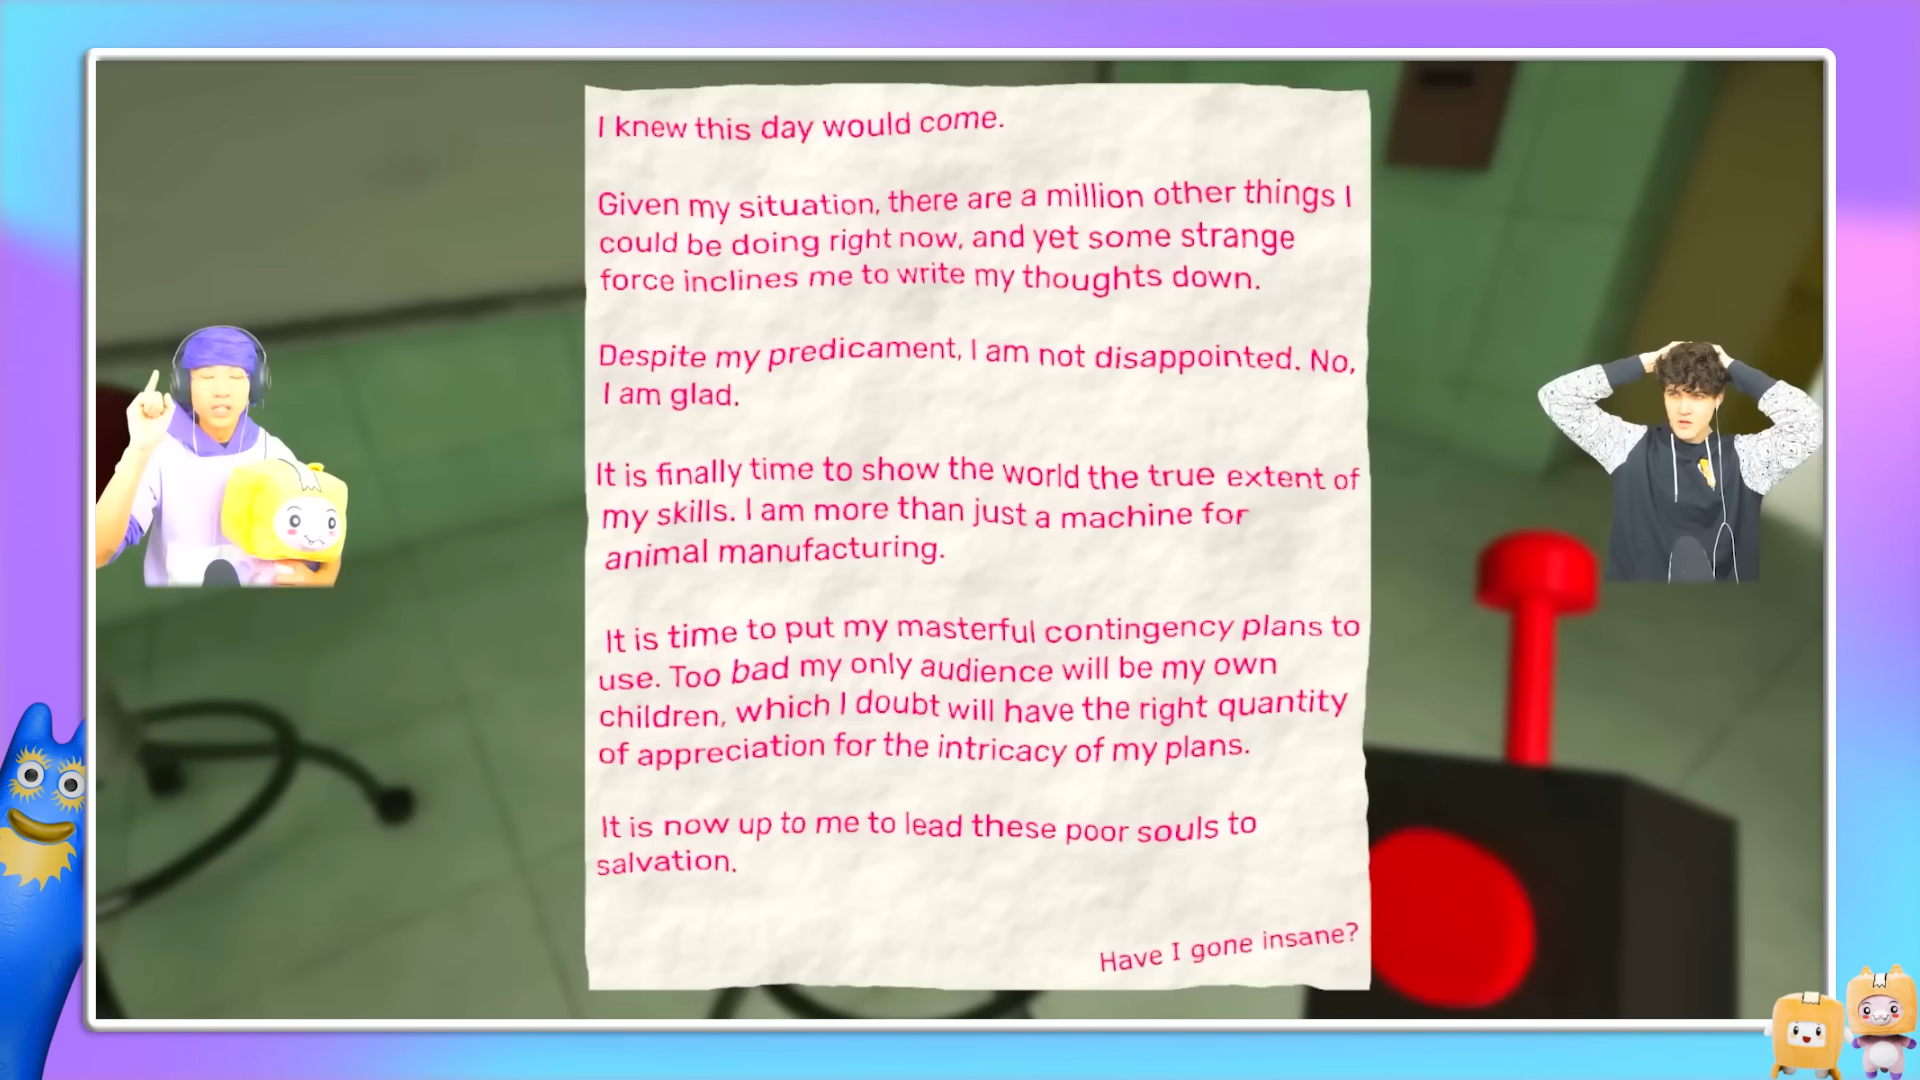 I knew this day would come.
Given my situation, there are a million other things I
could be doing right now, and yet some strange
force inclines me to write my thoughts down.
Despite my predicament, I am not disappointed. No,
I am glad.
It is finally time to show the world the true extent of
my skills. I am more than just a machine for
animal manufacturing.
It is time to put my masterful contingency plans to
use. Too bad my only audience will be my own
children, which I doubt will have the right quantity
of appreciation for the intricacy of my plans.
It is now up to me to lead these poor souls to
salvation.
Have I gone insane?